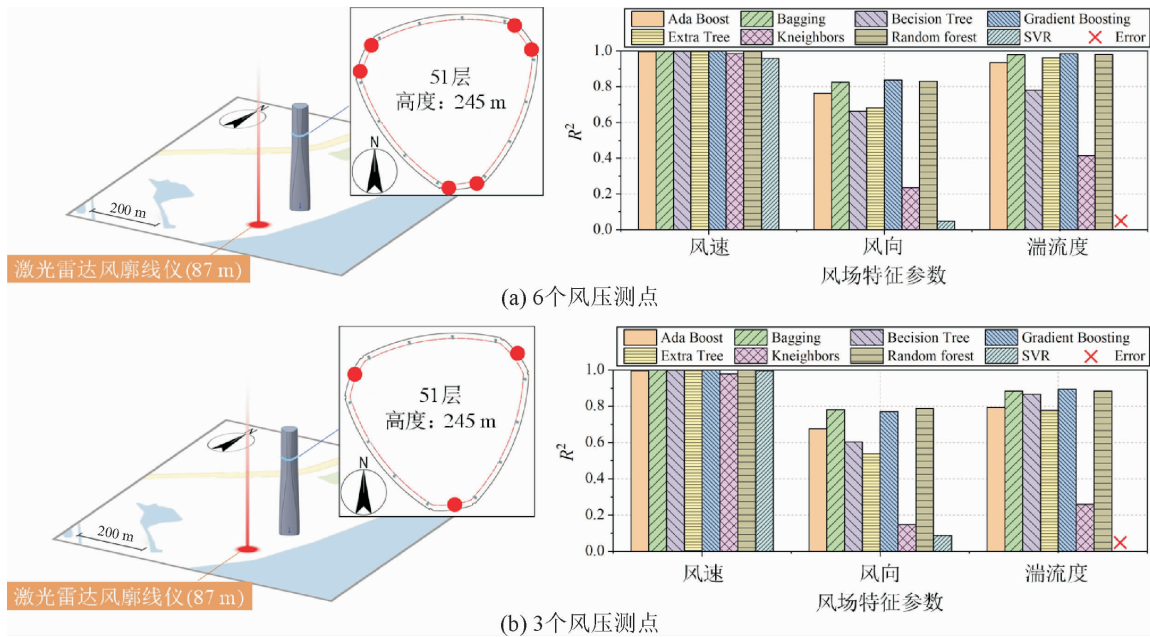 N
51层
高度：245 m
N
200 m
激光雷达风廓线仪(87 m)
Ada Boost
Bagging
Becision Tree
Gradient Boosting
Extra Tree
Kneighbors
Random forest
SVR
Error
1.0
0.8
0.6
0.4
0.2
0.0
R²
风速
风向
湍流度
风场特征参数
(a) 6个风压测点
N
51层
高度：245 m
N
200 m
激光雷达风廓线仪(87 m)
Ada Boost
Bagging
Becision Tree
Gradient Boosting
Extra Tree
Kneighbors
Random forest
SVR
Error
1.0
0.8
0.6
0.4
0.2
0.0
R²
风速
风向
湍流度
风场特征参数
(b) 3个风压测点